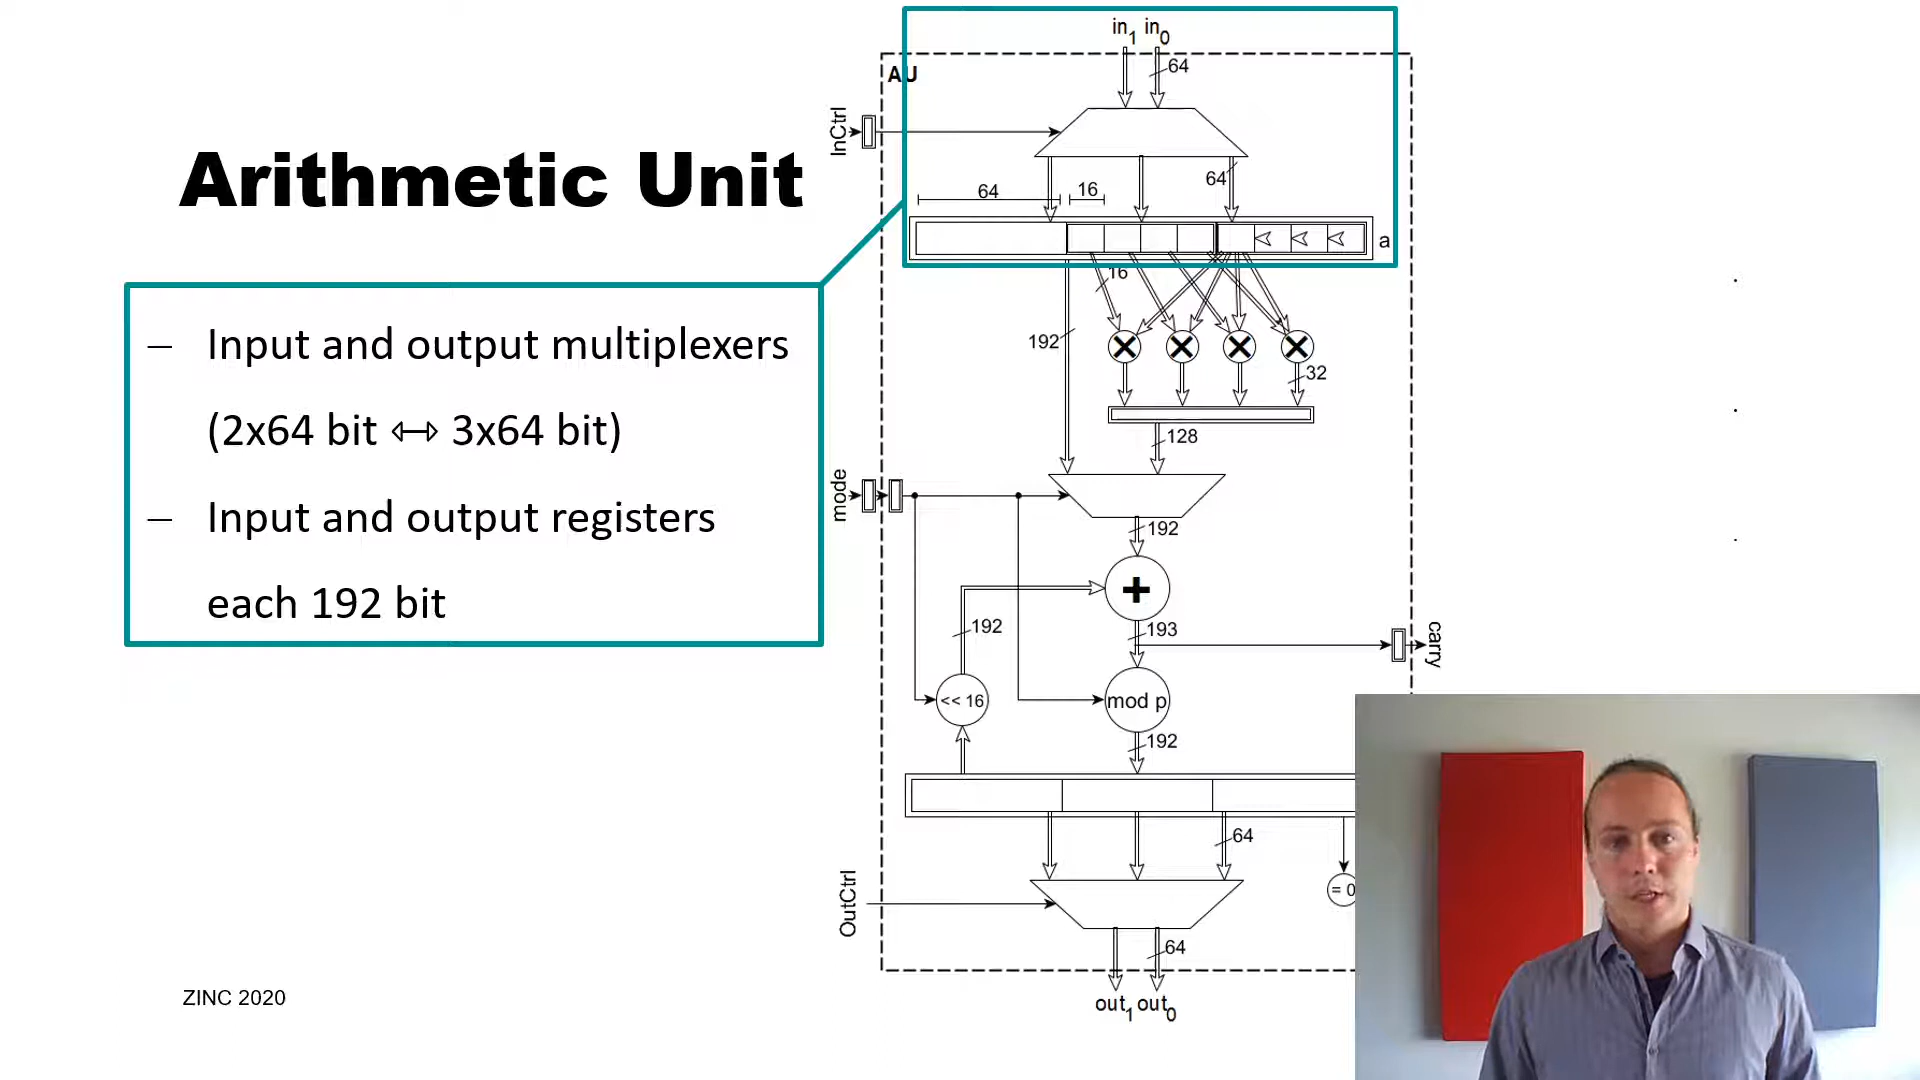 Arithmetic Unit
– Input and output multiplexers
(2x64 bit ↔ 3x64 bit)
– Input and output registers
each 192 bit
ZINC 2020
in1 in0
64
AU
InCtrl
64
16
64
a
16
192
32
128
mode
192
+
192
193
carry
<< 16
mod p
192
64
= 0
OutCtrl
64
out1 out0